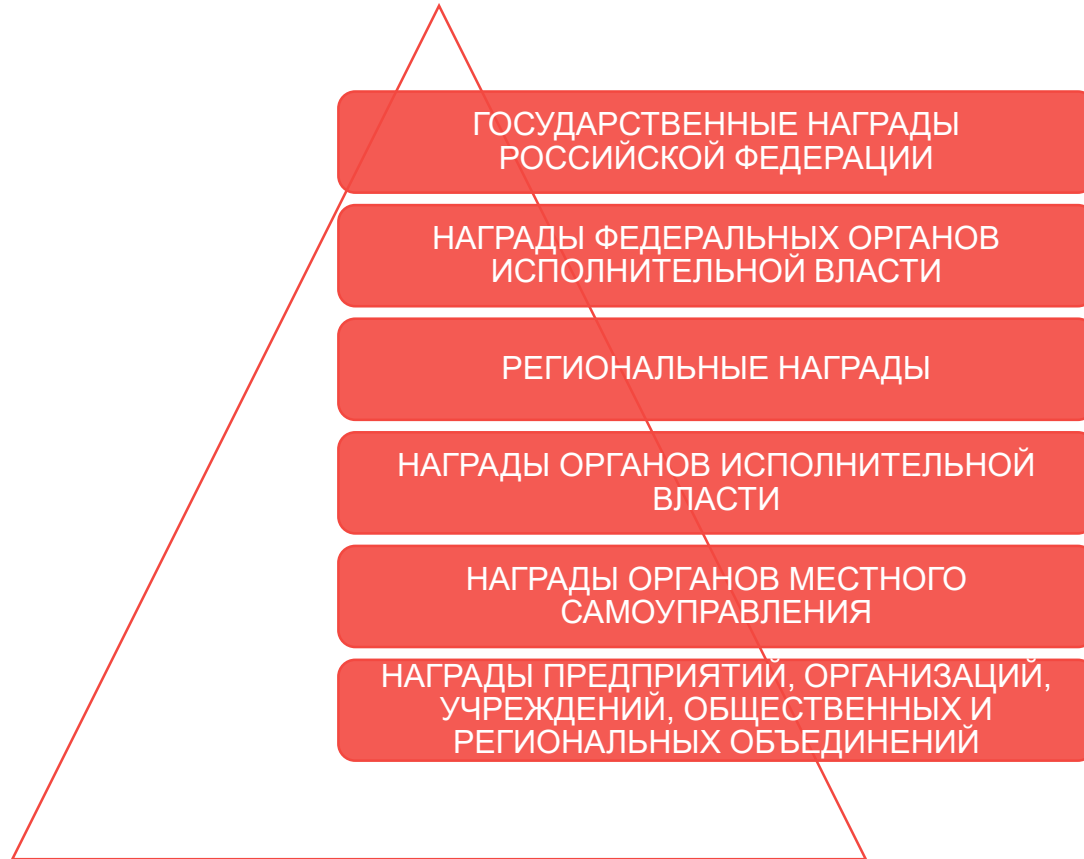 ГОСУДАРСТВЕННЫЕ НАГРАДЫ
РОССИЙСКОЙ ФЕДЕРАЦИИ
НАГРАДЫ ФЕДЕРАЛЬНЫХ ОРГАНОВ
ИСПОЛНИТЕЛЬНОЙ ВЛАСТИ
РЕГИОНАЛЬНЫЕ НАГРАДЫ
НАГРАДЫ ОРГАНОВ ИСПОЛНИТЕЛЬНОЙ
ВЛАСТИ
НАГРАДЫ ОРГАНОВ МЕСТНОГО
САМОУПРАВЛЕНИЯ
НАГРАДЫ ПРЕДПРИЯТИЙ, ОРГАНИЗАЦИЙ,
УЧРЕЖДЕНИЙ, ОБЩЕСТВЕННЫХ И
РЕГИОНАЛЬНЫХ ОБЪЕДИНЕНИЙ